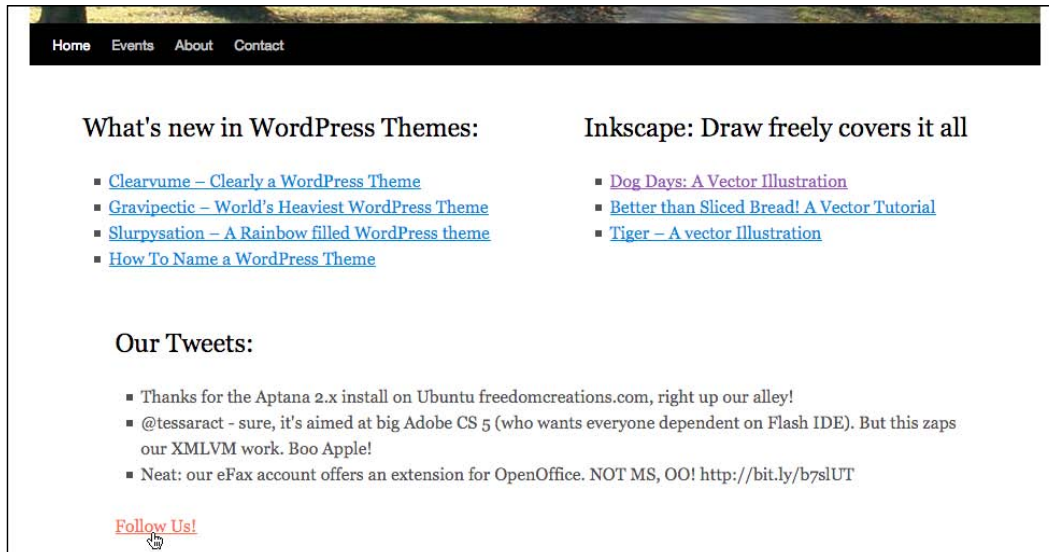 Home Events About Contact
What's new in WordPress Themes:
Clearvume – Clearly a WordPress Theme
Gravipectic – World's Heaviest WordPress Theme
Slurpysation – A Rainbow filled WordPress theme
How To Name a WordPress Theme
Inkscape: Draw freely covers it all
Dog Days: A Vector Illustration
Better than Sliced Bread! A Vector Tutorial
Tiger – A vector Illustration
Our Tweets:
Thanks for the Aptana 2.x install on Ubuntu freedomcreations.com, right up our alley!
@tessaract - sure, it's aimed at big Adobe CS 5 (who wants everyone dependent on Flash IDE). But this zaps
our XMLVM work. Boo Apple!
Neat: our eFax account offers an extension for OpenOffice. NOT MS, OO! http://bit.ly/b7slUT
Follow Us!